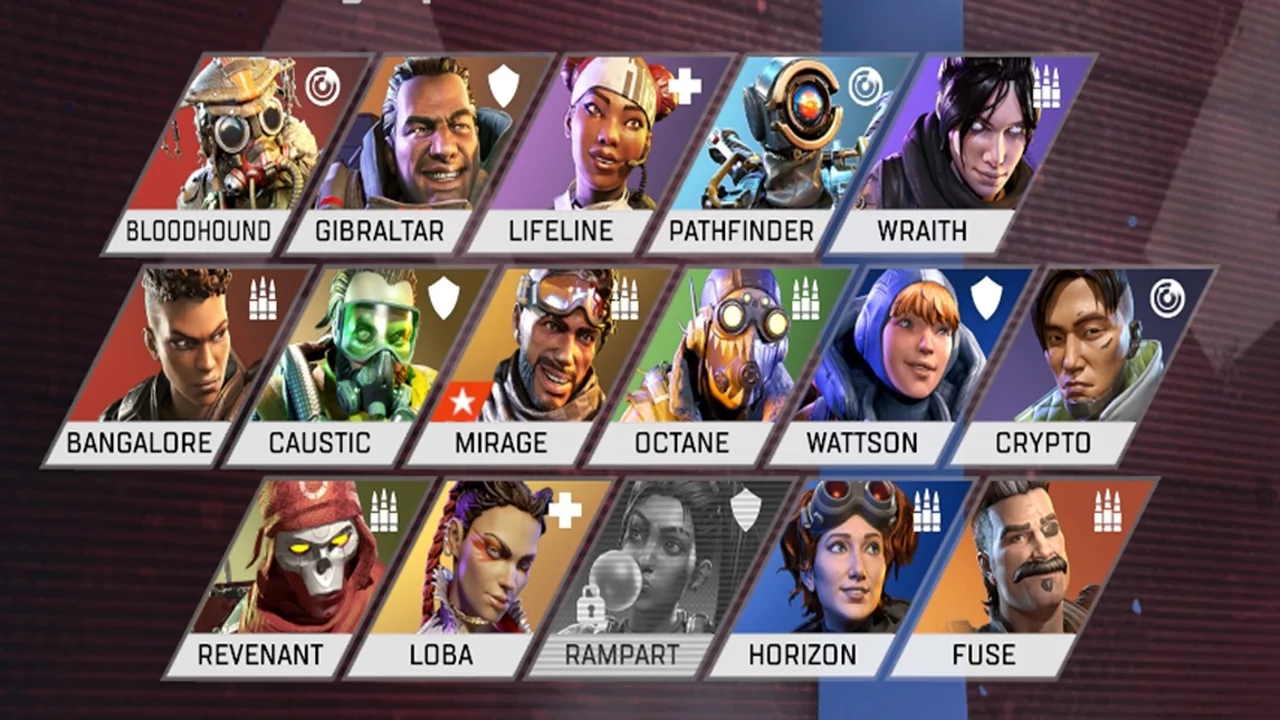 BLOODHOUND
GIBRALTAR
LIFELINE
PATHFINDER
WRAITH
BANGALORE
CAUSTIC
MIRAGE
OCTANE
WATTSON
CRYPTO
REVENANT
LOBA
RAMPART
HORIZON
FUSE